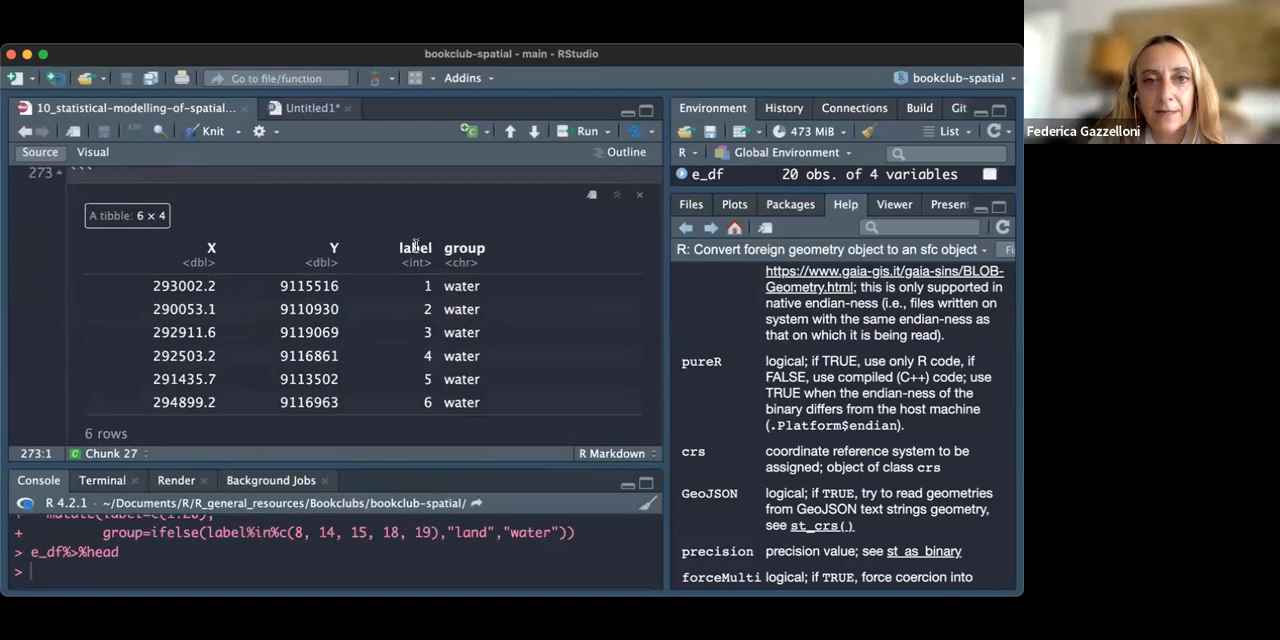 bookclub-spatial - main - RStudio
Go to file/function
Addins
bookclub-spatial
10_statistical-modelling-of-spatial...
Untitled1*
Knit
Run
Source
Visual
Outline
273
```
A tibble: 6 × 4
X Y label group
<dbl> <dbl> <int> <chr>
293002.2 9115516 1 water
290053.1 9110930 2 water
292911.6 9119069 3 water
292503.2 9116861 4 water
291435.7 9113502 5 water
294899.2 9116963 6 water
6 rows
273:1
Chunk 27
R Markdown
Console
Terminal
Render
Background Jobs
R 4.2.1 · ~/Documents/R/R_general_resources/Bookclubs/bookclub-spatial/
+ mutate(label=c(1:20),
+ group=ifelse(label%in%c(8, 14, 15, 18, 19),"land","water"))
> e_df%>%head
>
Environment
History
Connections
Build
Git
473 MiB
List
R
Global Environment
e_df 20 obs. of 4 variables
Files
Plots
Packages
Help
Viewer
Presen
R: Convert foreign geometry object to an sfc object
Fi
https://www.gaia-gis.it/gaia-sins/BLOB-
Geometry.html; this is only supported in
native endian-ness (i.e., files written on
system with the same endian-ness as
that on which it is being read).
pureR logical; if TRUE, use only R code, if
FALSE, use compiled (C++) code; use
TRUE when the endian-ness of the
binary differs from the host machine
(.Platform$endian).
crs coordinate reference system to be
assigned; object of class crs
GeoJSON logical; if TRUE, try to read geometries
from GeoJSON text strings geometry,
see st_crs()
precision precision value; see st_as_binary
forceMulti logical; if TRUE, force coercion into
Federica Gazzelloni